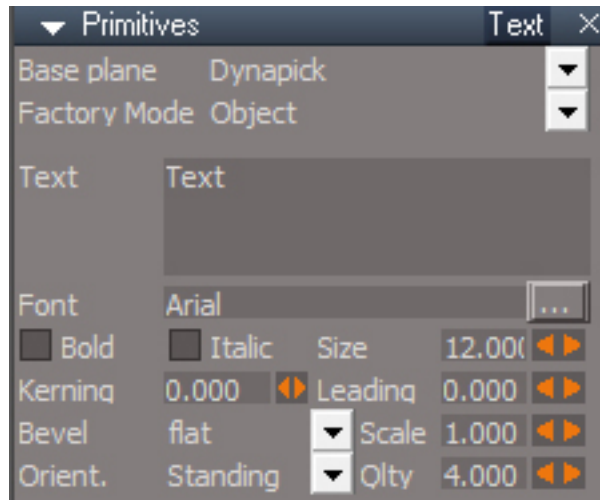 Primitives Text
Base plane Dynapick
Factory Mode Object
Text Text
Font Arial ...
Bold Italic Size 12.00(
Kerning 0.000 Leading 0.000
Bevel flat Scale 1.000
Orient. Standing Qlty 4.000